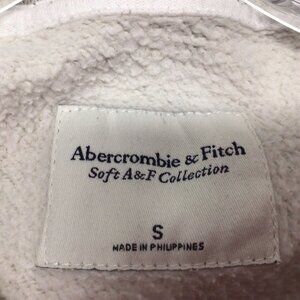 Abercrombie & Fitch
Soft A&F Collection
S
MADE IN PHILIPPINES